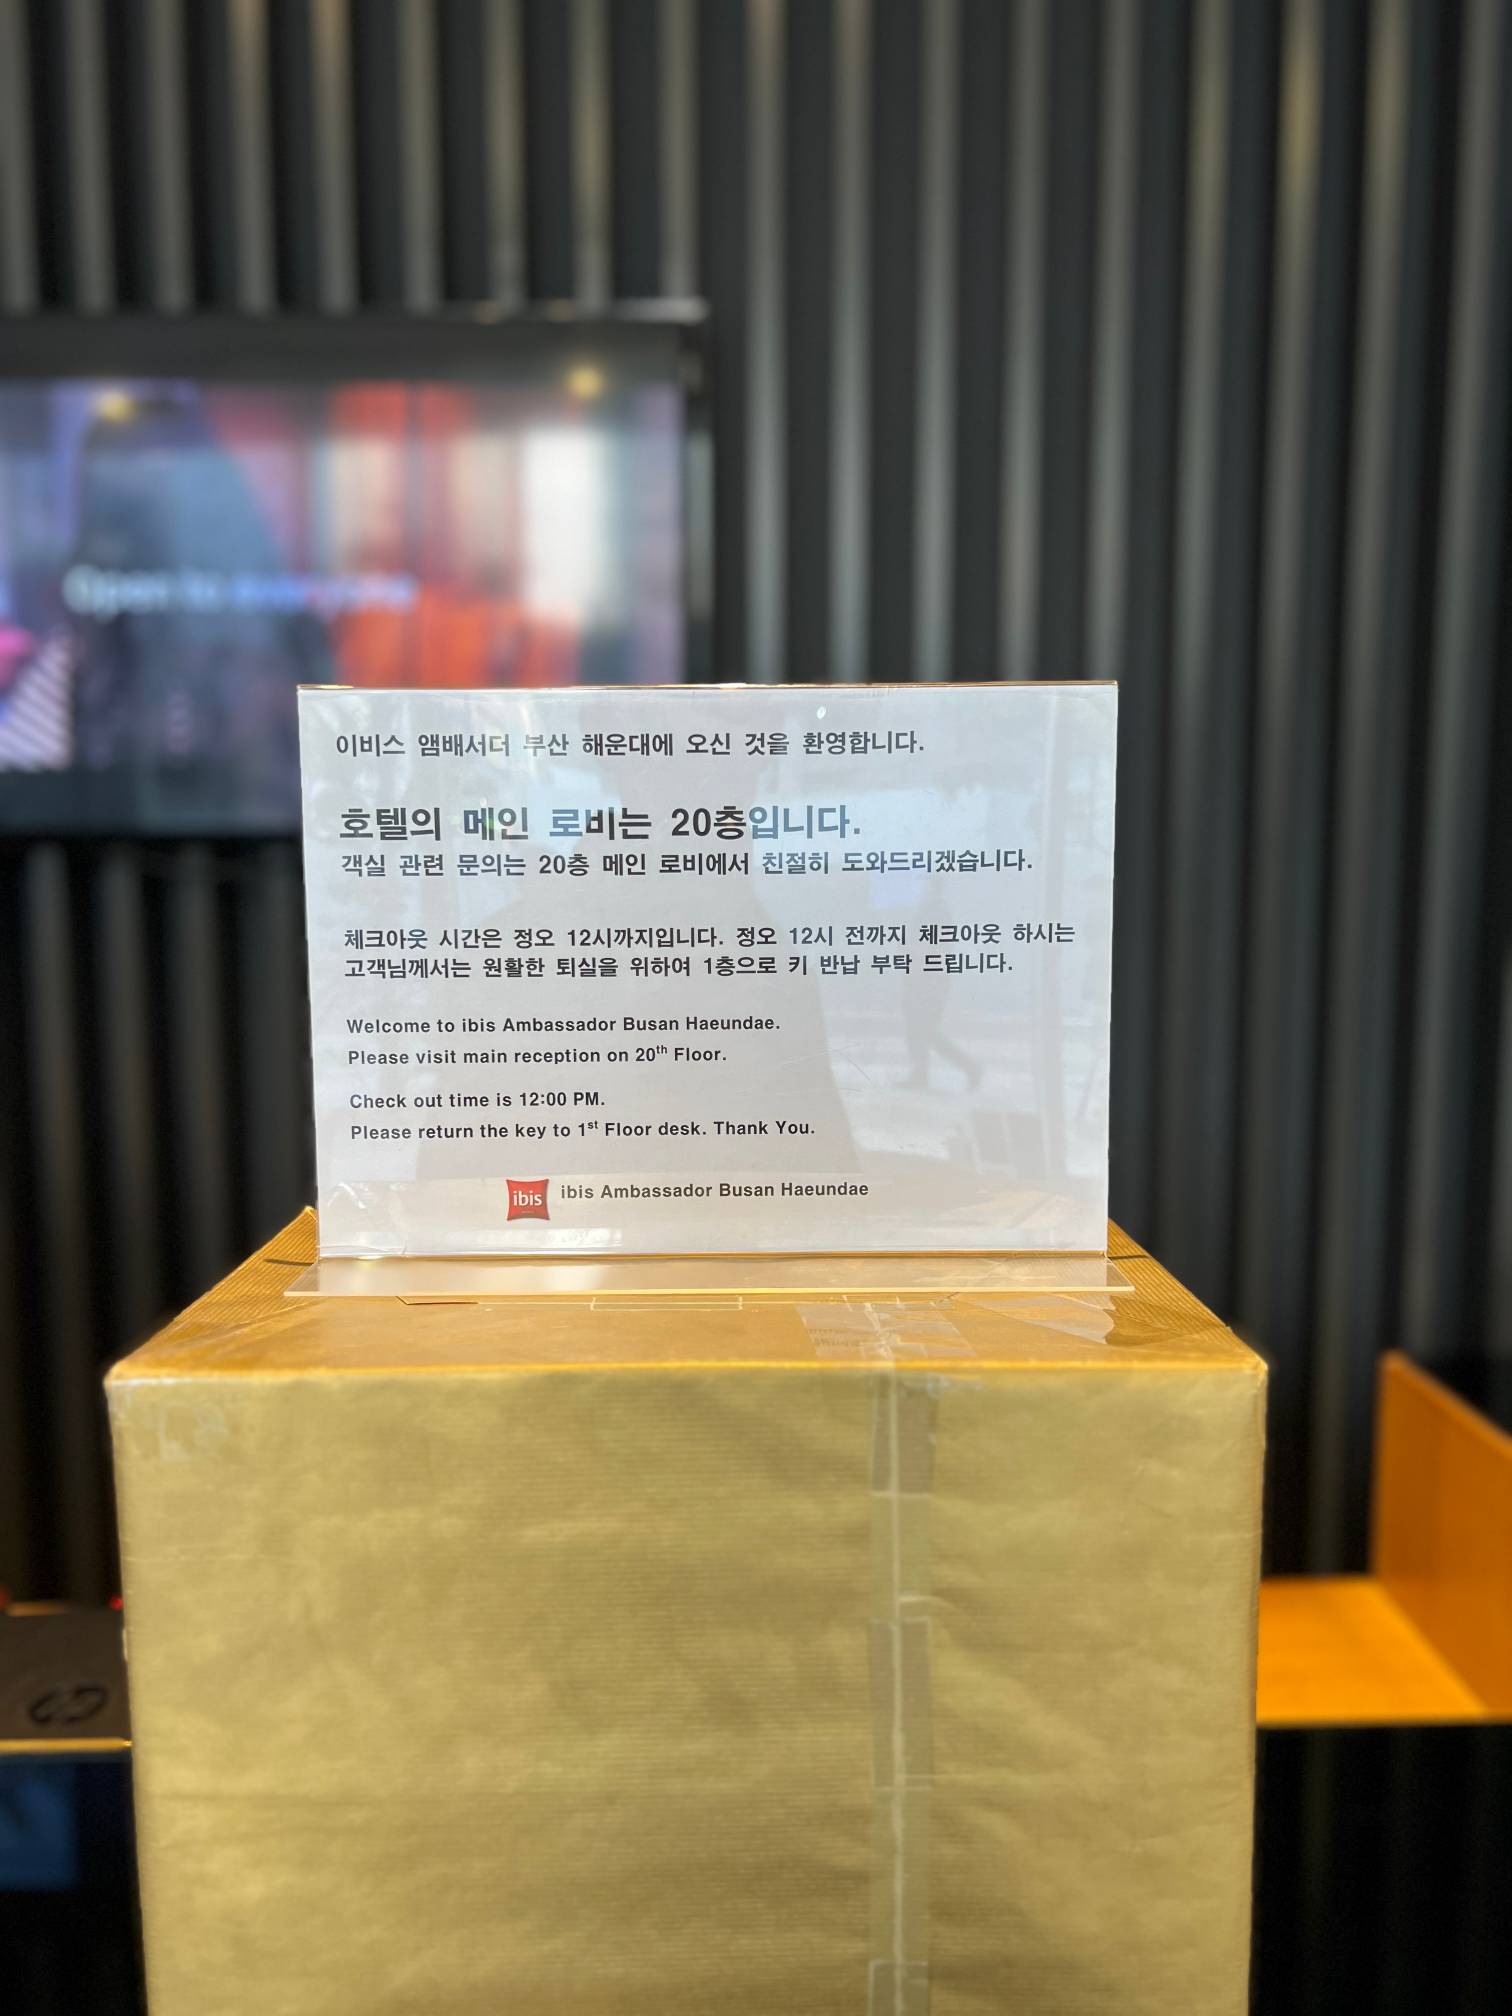 Open to everyone
이비스 앰배서더 부산 해운대에 오신 것을 환영합니다.
호텔의 메인 로비는 20층입니다.
객실 관련 문의는 20층 메인 로비에서 친절히 도와드리겠습니다.
체크아웃 시간은 정오 12시까지입니다. 정오 12시 전까지 체크아웃 하시는
고객님께서는 원활한 퇴실을 위하여 1층으로 키 반납 부탁 드립니다.
Welcome to ibis Ambassador Busan Haeundae.
Please visit main reception on 20th Floor.
Check out time is 12:00 PM.
Please return the key to 1st Floor desk. Thank You.
ibis ibis Ambassador Busan Haeundae